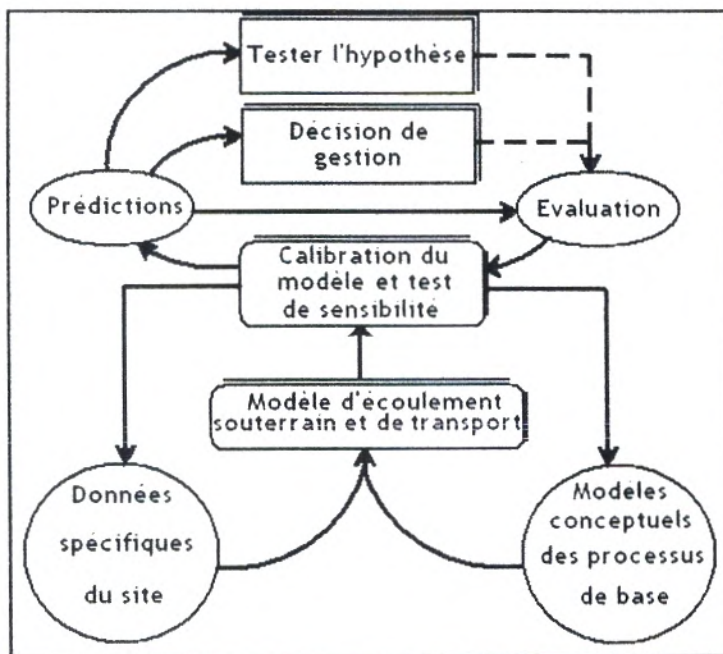 Tester l'hypothèse
Décision de
gestion
Prédictions
Evaluation
Calibration du
modèle et test
de sensibilité
Modèle d'écoulement
souterrain et de transport
Données
spécifiques
du site
Modèles
conceptuels
des processus
de base